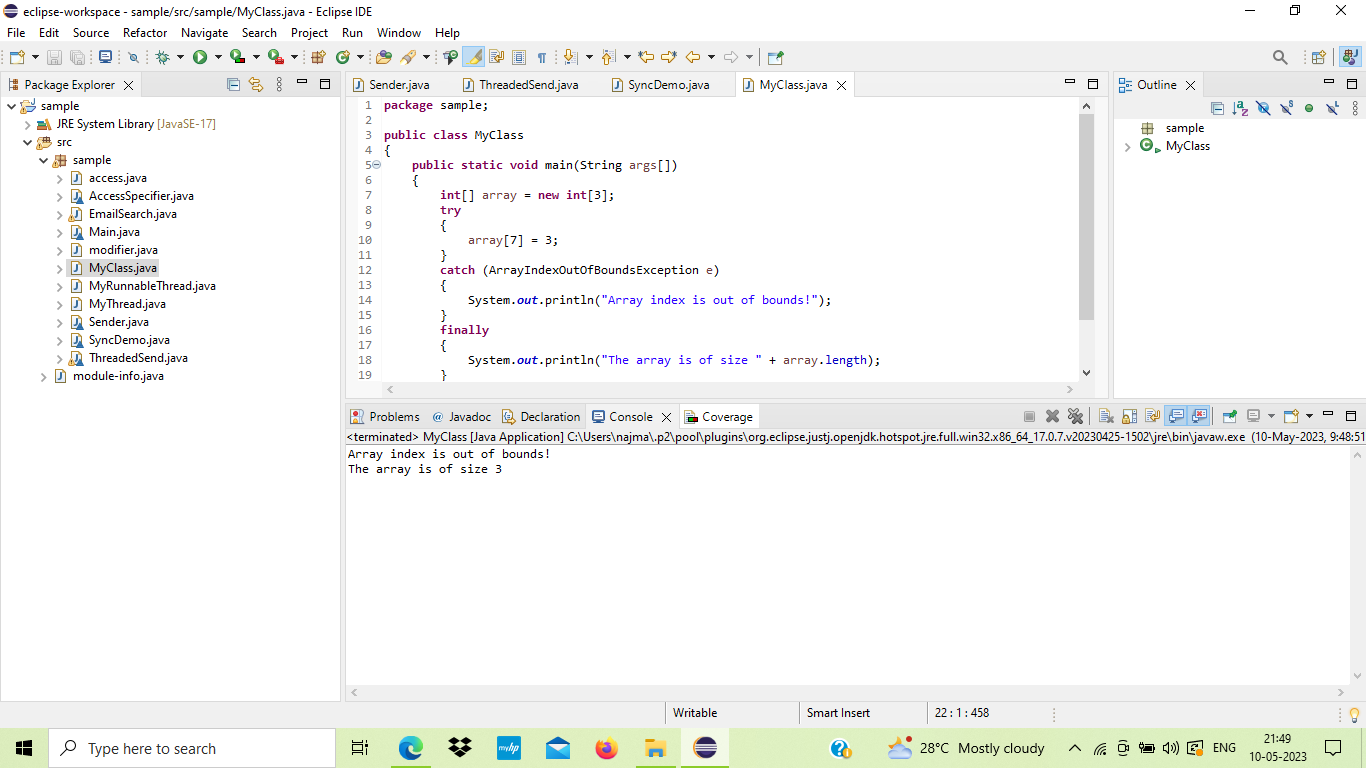 eclipse-workspace - sample/src/sample/MyClass.java - Eclipse IDE
File Edit Source Refactor Navigate Search Project Run Window Help
Package Explorer
sample
JRE System Library [JavaSE-17]
src
sample
access.java
AccessSpecifier.java
EmailSearch.java
Main.java
modifier.java
MyClass.java
MyRunnableThread.java
MyThread.java
Sender.java
SyncDemo.java
ThreadedSend.java
module-info.java
Sender.java ThreadedSend.java SyncDemo.java MyClass.java
1 package sample;
2
3 public class MyClass
4 {
5 public static void main(String args[])
6 {
7 int[] array = new int[3];
8 try
9 {
10 array[7] = 3;
11 }
12 catch (ArrayIndexOutOfBoundsException e)
13 {
14 System.out.println("Array index is out of bounds!");
15 }
16 finally
17 {
18 System.out.println("The array is of size " + array.length);
19 }
Outline
sample
MyClass
Problems @ Javadoc Declaration Console Coverage
<terminated> MyClass [Java Application] C:\Users\najma\.p2\pool\plugins\org.eclipse.justj.openjdk.hotspot.jre.full.win32.x86_64_17.0.7.v20230425-1502\jre\bin\javaw.exe (10-May-2023, 9:48:51
Array index is out of bounds!
The array is of size 3
Writable Smart Insert 22 : 1 : 458
Type here to search
myhp
28°C Mostly cloudy
ENG
21:49
10-05-2023